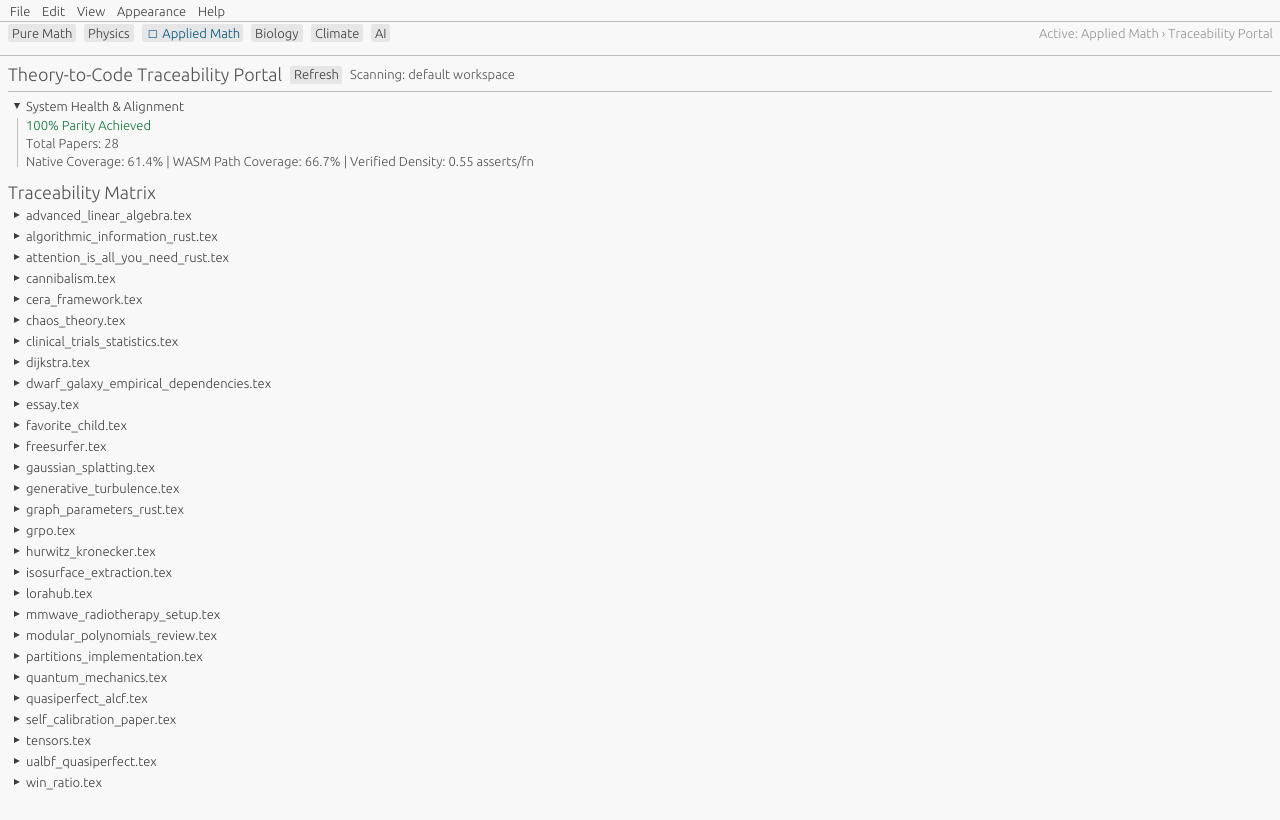 File Edit View Appearance Help
Pure Math Physics Applied Math Biology Climate AI Active: Applied Math › Traceability Portal
Theory-to-Code Traceability Portal Refresh Scanning: default workspace
System Health & Alignment
100% Parity Achieved
Total Papers: 28
Native Coverage: 61.4% | WASM Path Coverage: 66.7% | Verified Density: 0.55 asserts/fn
Traceability Matrix
advanced_linear_algebra.tex
algorithmic_information_rust.tex
attention_is_all_you_need_rust.tex
cannibalism.tex
cera_framework.tex
chaos_theory.tex
clinical_trials_statistics.tex
dijkstra.tex
dwarf_galaxy_empirical_dependencies.tex
essay.tex
favorite_child.tex
freesurfer.tex
gaussian_splatting.tex
generative_turbulence.tex
graph_parameters_rust.tex
grpo.tex
hurwitz_kronecker.tex
isosurface_extraction.tex
lorahub.tex
mmwave_radiotherapy_setup.tex
modular_polynomials_review.tex
partitions_implementation.tex
quantum_mechanics.tex
quasiperfect_alcf.tex
self_calibration_paper.tex
tensors.tex
ualbf_quasiperfect.tex
win_ratio.tex